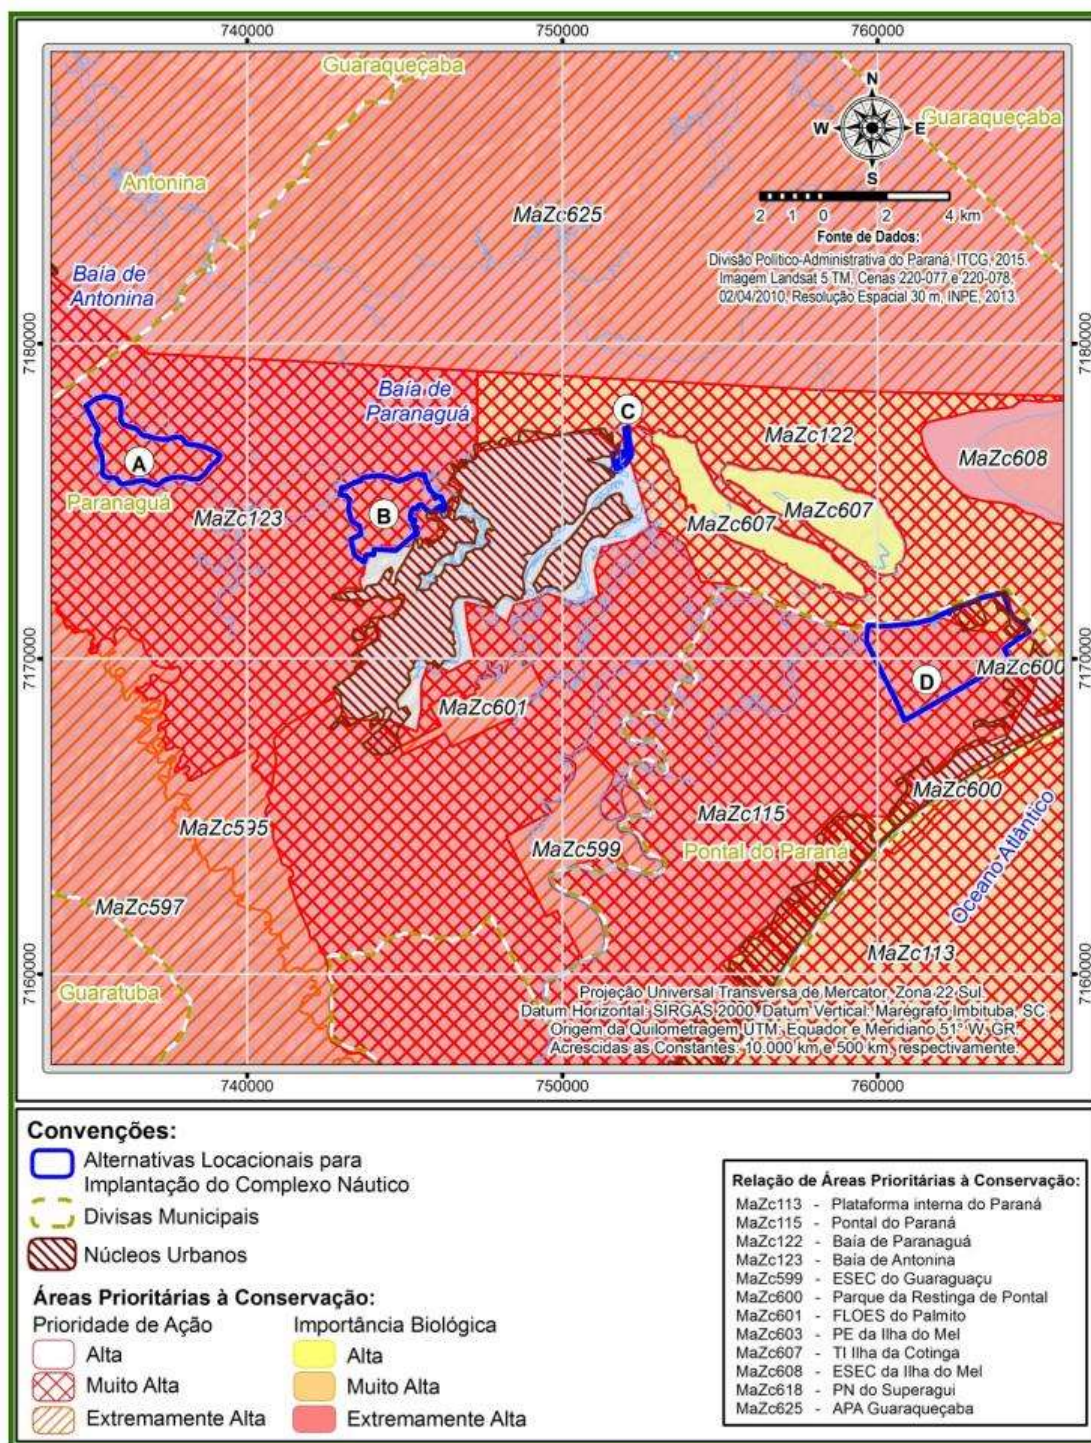 740000
750000
760000
Guaraqueçaba
N
W
E
S
Guaraqueçaba
Antonina
MaZc625
2 1 0 2 4 km
Fonte de Dados:
Divisão Político-Administrativa do Paraná, ITCG, 2015.
Imagem Landsat 5 TM, Cenas 220-077 e 220-078,
02/04/2010, Resolução Espacial 30 m, INPE, 2013.
Baía de
Antonina
7180000
7180000
Baía de
Paranaguá
C
MaZc122
MaZc608
A
Paranaguá
MaZc123
B
MaZc607
MaZc607
7170000
7170000
D
MaZc600
MaZc601
MaZc600
MaZc595
MaZc115
MaZc599
Pontal do Paraná
Oceano Atlântico
MaZc597
MaZc113
Guaratuba
7160000
7160000
Projeção Universal Transversa de Mercator, Zona 22 Sul.
Datum Horizontal: SIRGAS 2000, Datum Vertical: Marégrafo Imbituba, SC.
Origem da Quilometragem UTM: Equador e Meridiano 51° W. GR.
Acrescidas as Constantes: 10.000 km e 500 km, respectivamente.
740000
750000
760000
Convenções:
Alternativas Locacionais para
Implantação do Complexo Náutico
Divisas Municipais
Núcleos Urbanos
Áreas Prioritárias à Conservação:
Prioridade de Ação
Alta
Muito Alta
Extremamente Alta
Importância Biológica
Alta
Muito Alta
Extremamente Alta
Relação de Áreas Prioritárias à Conservação:
MaZc113 - Plataforma interna do Paraná
MaZc115 - Pontal do Paraná
MaZc122 - Baía de Paranaguá
MaZc123 - Baía de Antonina
MaZc599 - ESEC do Guaraguaçu
MaZc600 - Parque da Restinga de Pontal
MaZc601 - FLOES do Palmito
MaZc603 - PE da Ilha do Mel
MaZc607 - TI Ilha da Cotinga
MaZc608 - ESEC da Ilha do Mel
MaZc618 - PN do Superagui
MaZc625 - APA Guaraqueçaba